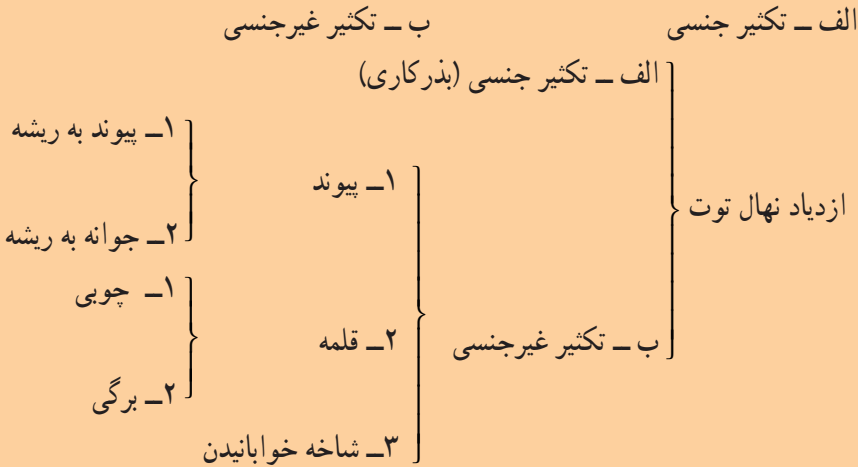 الف ــ تکثیر جنسی
ب ــ تکثیر غیرجنسی
ازدیاد نهال توت
الف ــ تکثیر جنسی (بذرکاری)
ب ــ تکثیر غیرجنسی
۱ــ پیوند
۱ــ پیوند به ریشه
۲ــ جوانه به ریشه
۲ــ قلمه
۱ــ چوبی
۲ــ برگی
۳ــ شاخه خوابانیدن